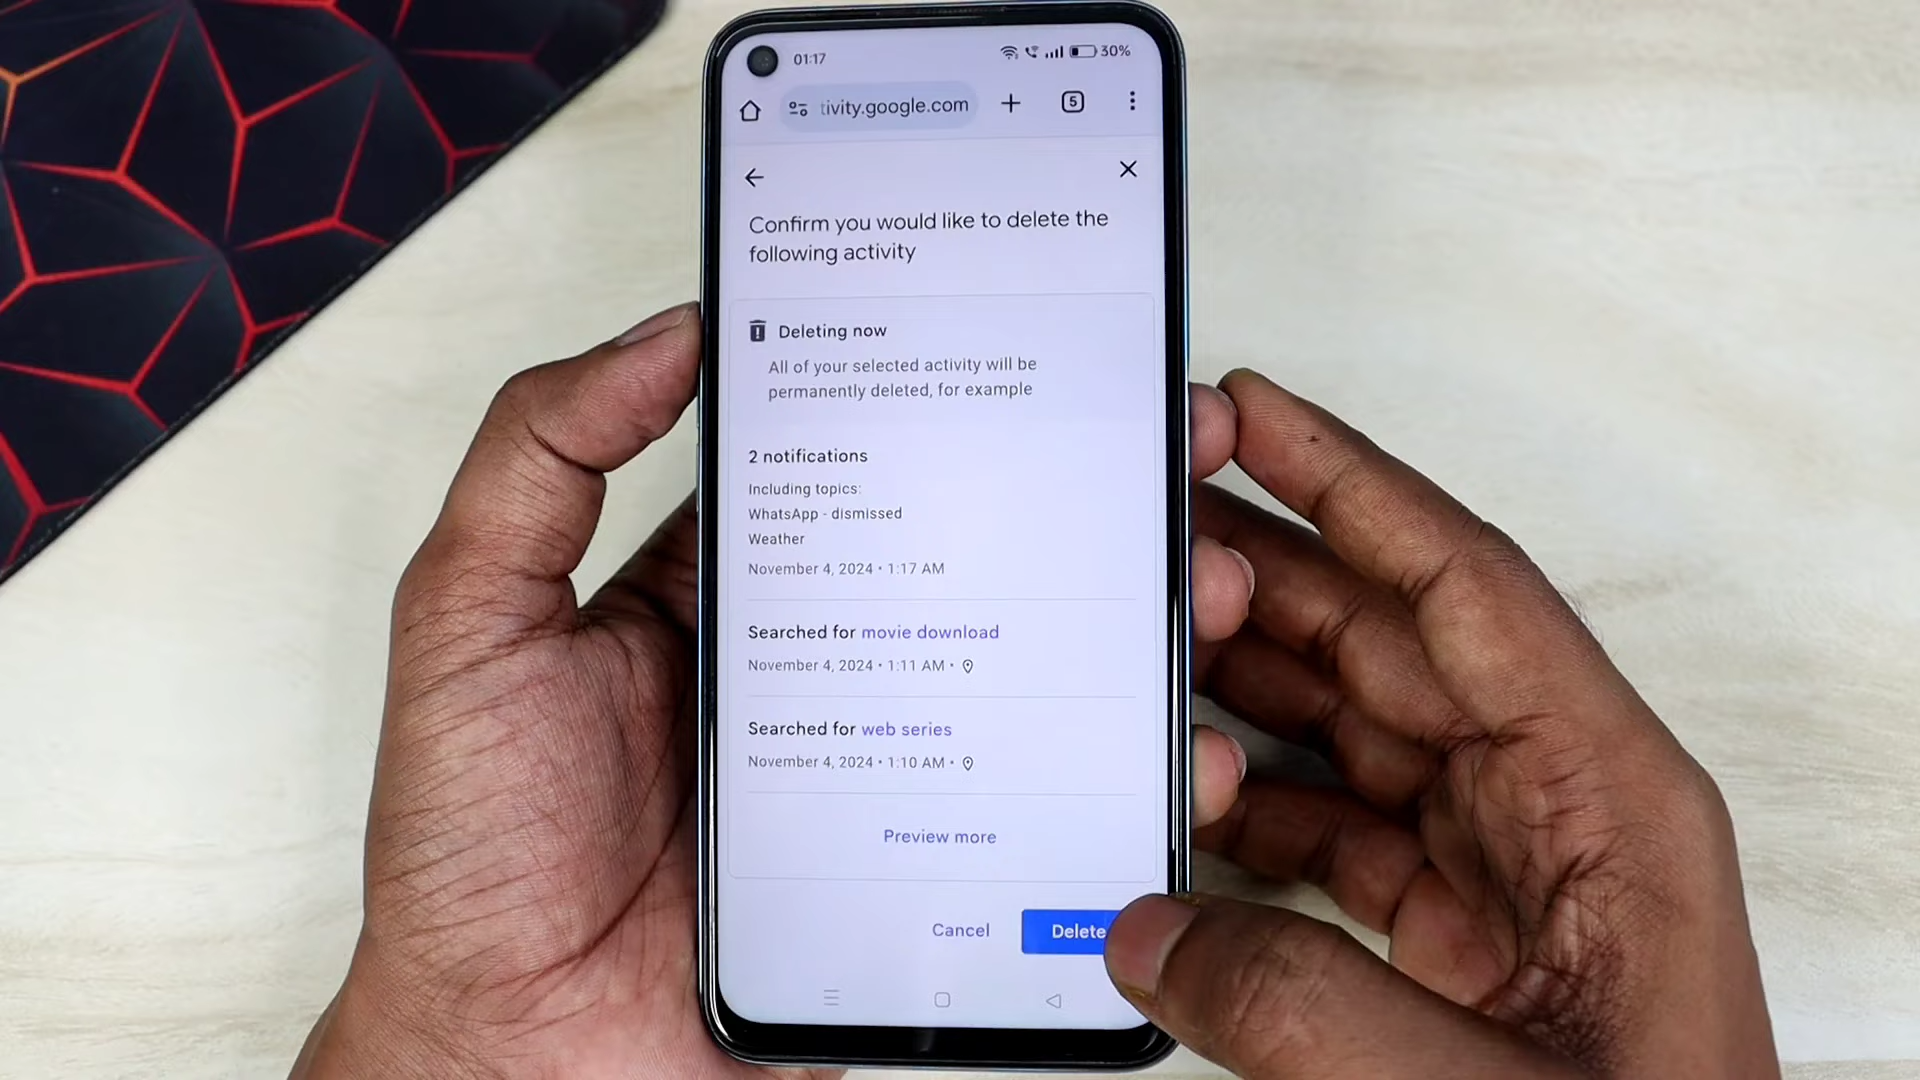 01:17
30%
tivity.google.com
5
Confirm you would like to delete the
following activity
Deleting now
All of your selected activity will be
permanently deleted, for example
2 notifications
Including topics:
WhatsApp - dismissed
Weather
November 4, 2024 • 1:17 AM
Searched for movie download
November 4, 2024 • 1:11 AM •
Searched for web series
November 4, 2024 • 1:10 AM •
Preview more
Cancel
Delete